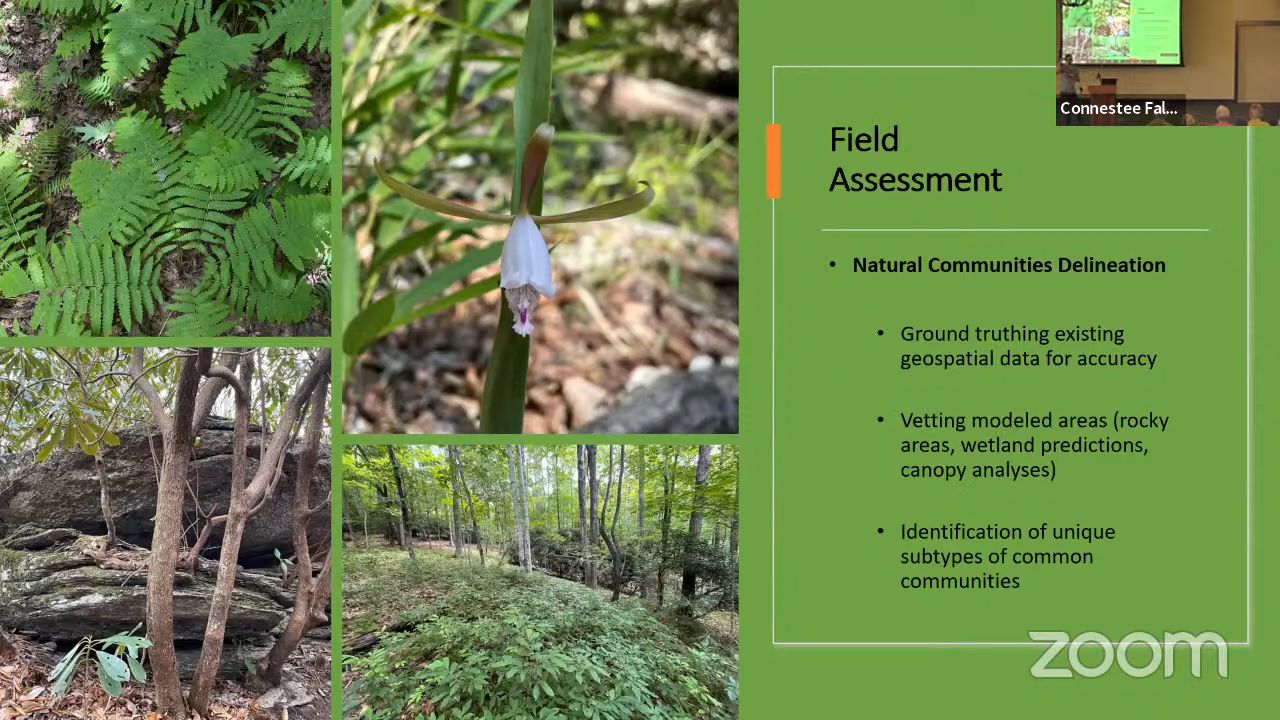 Connestee Fal...
Field
Assessment
• Natural Communities Delineation
• Ground truthing existing
geospatial data for accuracy
• Vetting modeled areas (rocky
areas, wetland predictions,
canopy analyses)
• Identification of unique
subtypes of common
communities
zoom